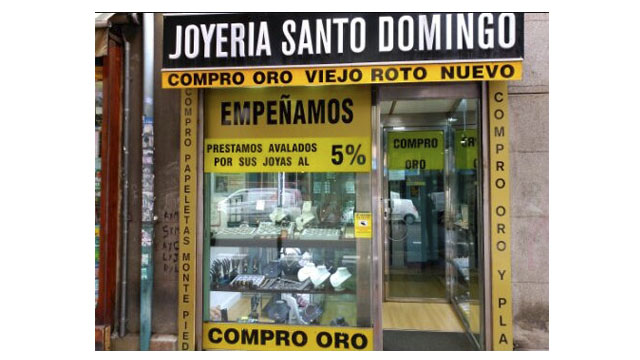 JOYERIA SANTO DOMINGO
COMPRO ORO VIEJO ROTO NUEVO
EMPEÑAMOS
PRESTAMOS AVALADOS
POR SUS JOYAS AL 5%
COMPRO
ORO
COMPRO PAPELETAS MONTE PIED
COMPRO ORO Y PLA
COMPRO ORO